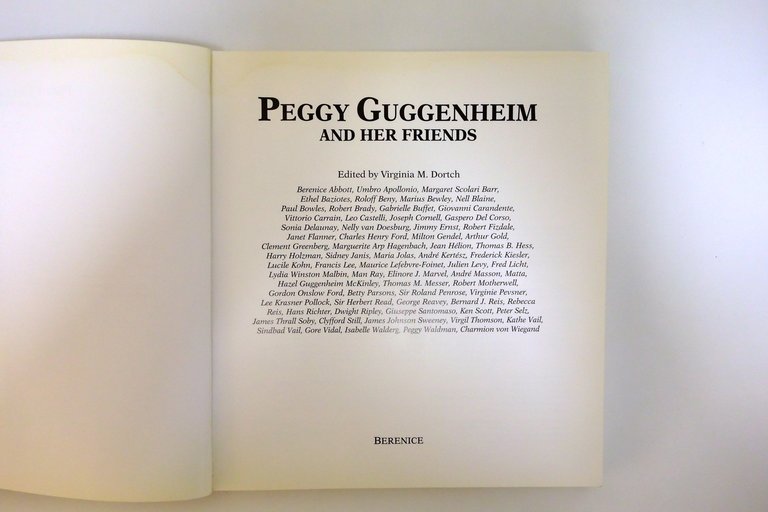 PEGGY GUGGENHEIM
AND HER FRIENDS
Edited by Virginia M. Dortch
Berenice Abbott, Umbro Apollonio, Margaret Scolari Barr,
Ethel Baziotes, Roloff Beny, Marius Bewley, Nell Blaine,
Paul Bowles, Robert Brady, Gabrielle Buffet, Giovanni Carandente,
Vittorio Carrain, Leo Castelli, Joseph Cornell, Gaspero Del Corso,
Sonia Delaunay, Nelly van Doesburg, Jimmy Ernst, Robert Fizdale,
Janet Flanner, Charles Henry Ford, Milton Gendel, Arthur Gold,
Clement Greenberg, Marguerite Arp Hagenbach, Jean Hélion, Thomas B. Hess,
Harry Holzman, Sidney Janis, Maria Jolas, André Kertész, Frederick Kiesler,
Lucile Kohn, Francis Lee, Maurice Lefebvre-Foinet, Julien Levy, Fred Licht,
Lydia Winston Malbin, Man Ray, Elinore J. Marvel, André Masson, Matta,
Hazel Guggenheim McKinley, Thomas M. Messer, Robert Motherwell,
Gordon Onslow Ford, Betty Parsons, Sir Roland Penrose, Virginie Pevsner,
Lee Krasner Pollock, Sir Herbert Read, George Reavey, Bernard J. Reis, Rebecca
Reis, Hans Richter, Dwight Ripley, Giuseppe Santomaso, Ken Scott, Peter Selz,
James Thrall Soby, Clyfford Still, James Johnson Sweeney, Virgil Thomson, Kathe Vail,
Sindbad Vail, Gore Vidal, Isabelle Walderg, Peggy Waldman, Charmion von Wiegand
BERENICE